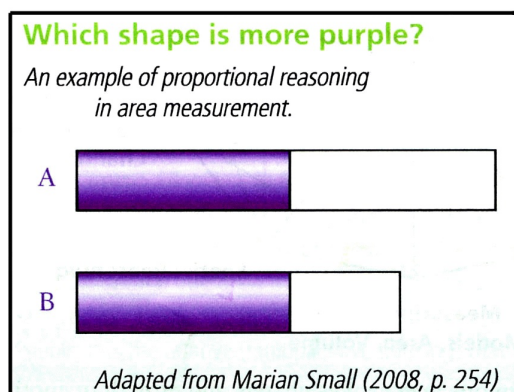 Which shape is more purple?
An example of proportional reasoning
in area measurement.
A
B
Adapted from Marian Small (2008, p. 254)